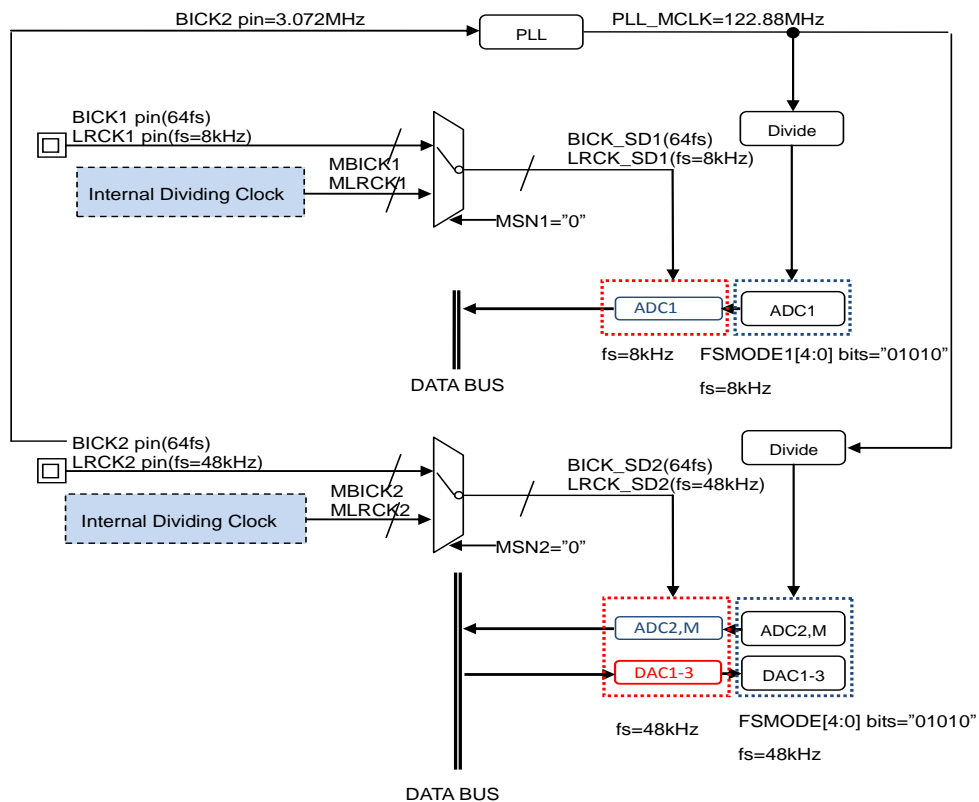 BICK2 pin=3.072MHz
PLL
PLL_MCLK=122.88MHz
BICK1 pin(64fs)
LRCK1 pin(fs=8kHz)
Divide
BICK_SD1(64fs)
LRCK_SD1(fs=8kHz)
MBICK1
MLRCK1
Internal Dividing Clock
MSN1=”0”
ADC1
ADC1
fs=8kHz
FSMODE1[4:0] bits=”01010”
DATA BUS
fs=8kHz
BICK2 pin(64fs)
LRCK2 pin(fs=48kHz)
Divide
BICK_SD2(64fs)
LRCK_SD2(fs=48kHz)
MBICK2
MLRCK2
Internal Dividing Clock
MSN2=”0”
ADC2,M
ADC2,M
DAC1-3
DAC1-3
fs=48kHz
FSMODE[4:0] bits=”01010”
fs=48kHz
DATA BUS